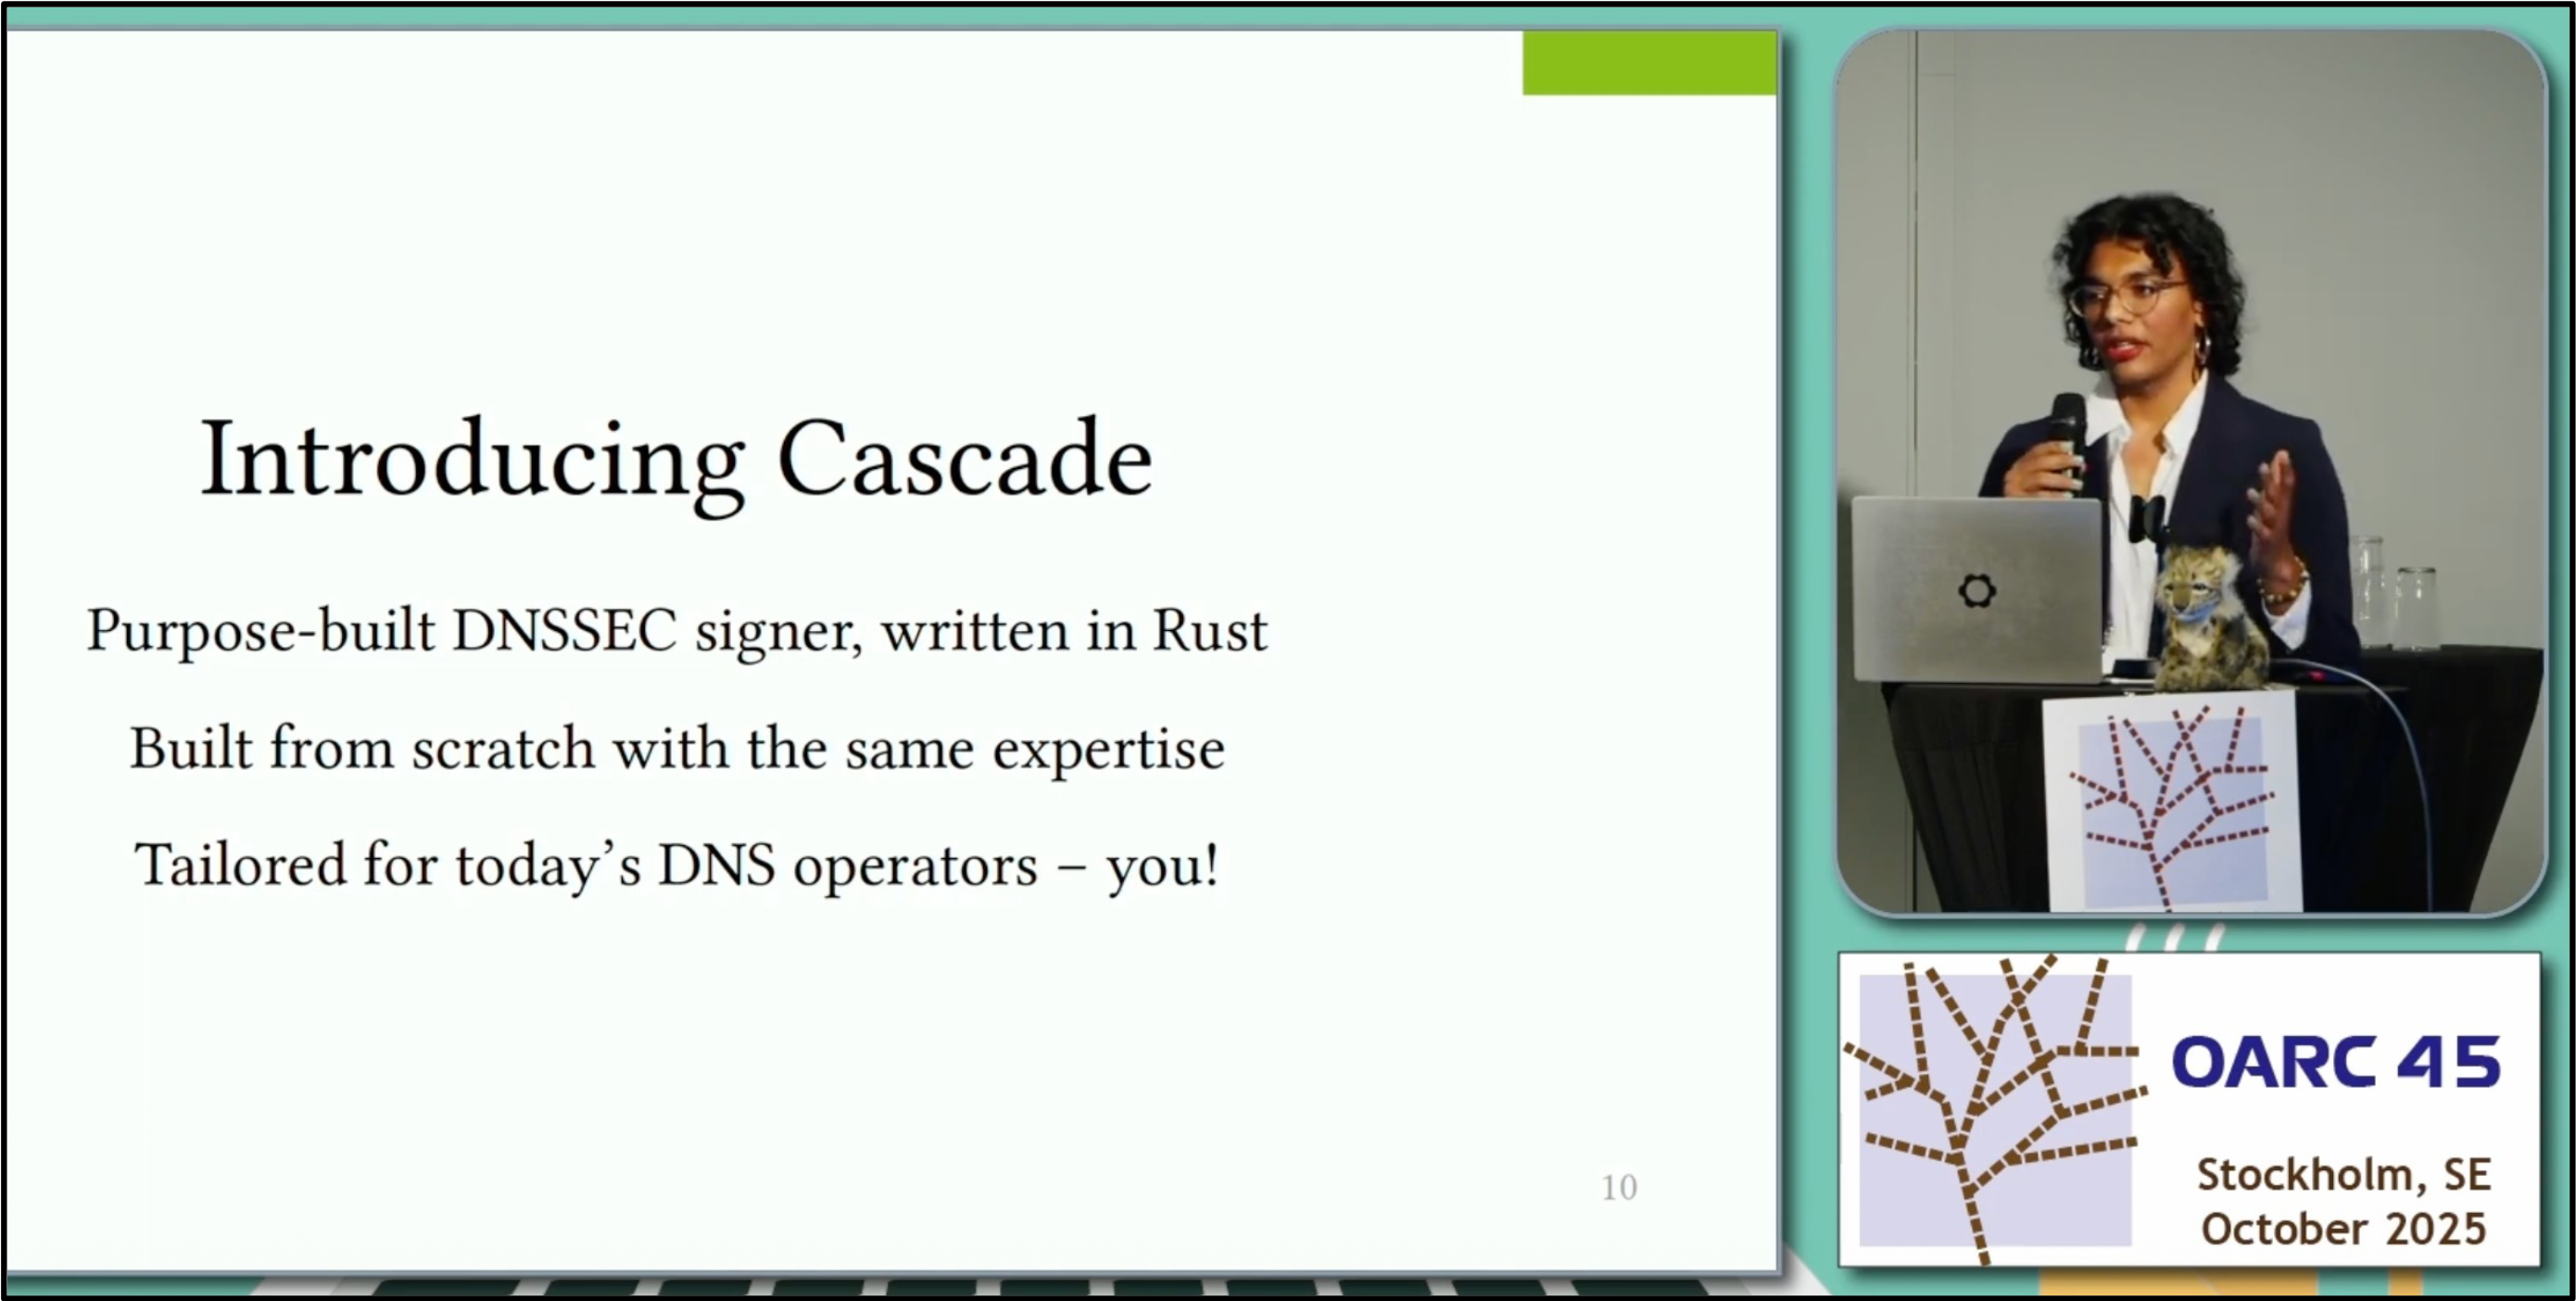 Introducing Cascade
Purpose-built DNSSEC signer, written in Rust
Built from scratch with the same expertise
Tailored for today’s DNS operators – you!
10
OARC 45
Stockholm, SE
October 2025